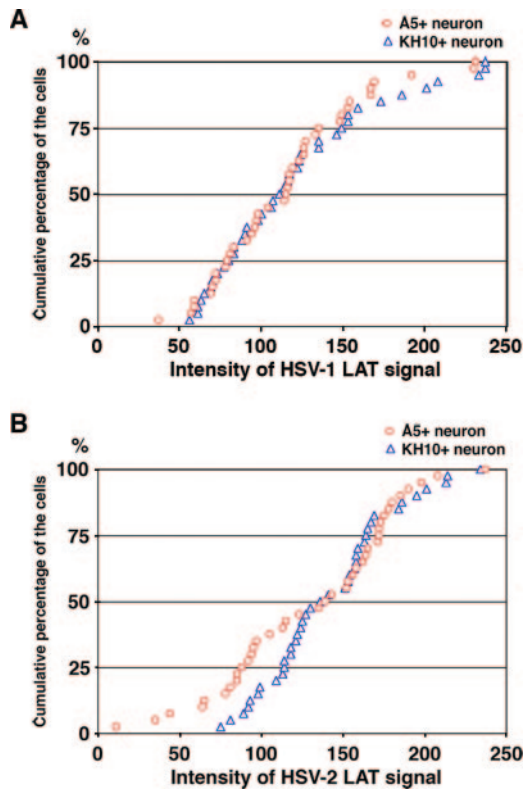 A
A5+ neuron
KH10+ neuron
%
Cumulative percentage of the cells
100
75
50
25
0
0 50 100 150 200 250
Intensity of HSV-1 LAT signal
B
A5+ neuron
KH10+ neuron
%
Cumulative percentage of the cells
100
75
50
25
0
0 50 100 150 200 250
Intensity of HSV-2 LAT signal